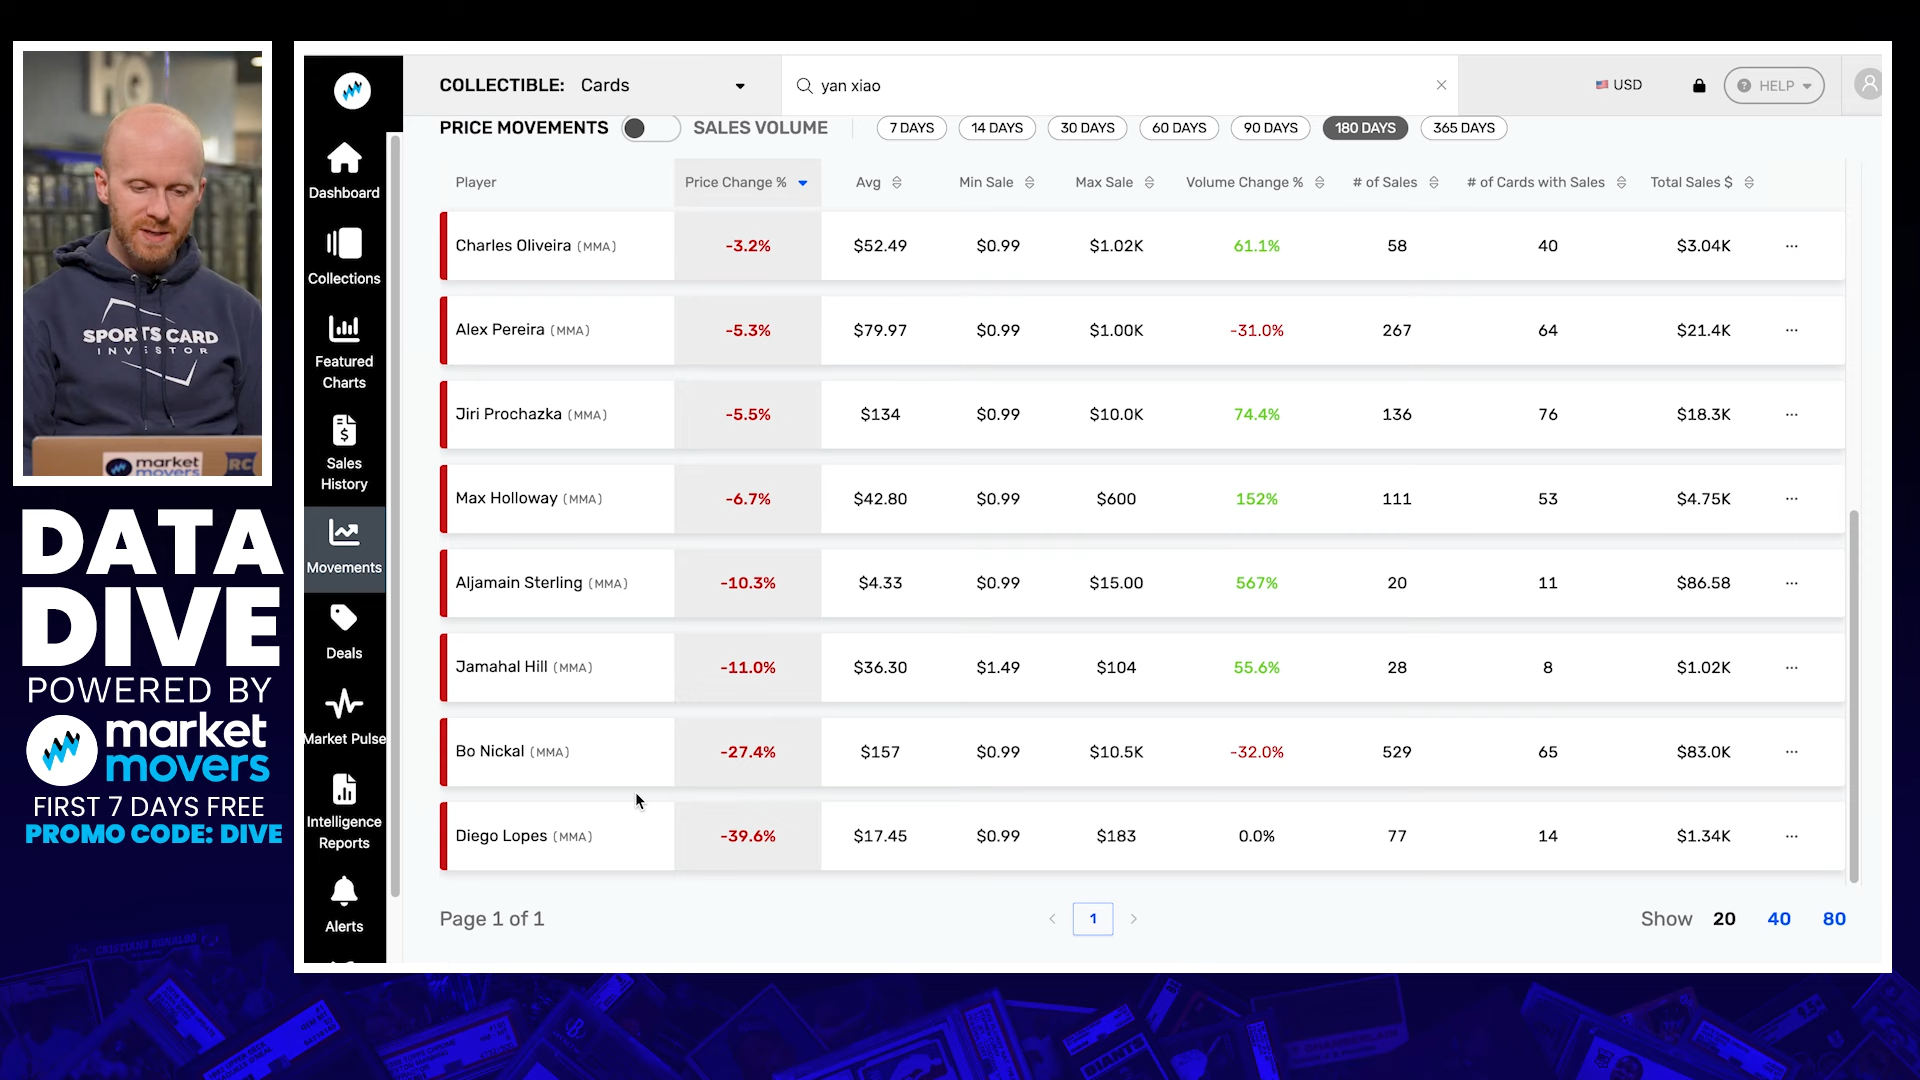 HQ
SPORTS CARD
INVESTOR
market
movers
RC
DATA
DIVE
POWERED BY
market
movers
FIRST 7 DAYS FREE
PROMO CODE: DIVE
COLLECTIBLE: Cards
yan xiao
USD
HELP
Dashboard
Collections
Featured
Charts
Sales
History
Movements
Deals
Market Pulse
Intelligence
Reports
Alerts
PRICE MOVEMENTS SALES VOLUME 7 DAYS 14 DAYS 30 DAYS 60 DAYS 90 DAYS 180 DAYS 365 DAYS
Player Price Change % Avg Min Sale Max Sale Volume Change % # of Sales # of Cards with Sales Total Sales $
Charles Oliveira (MMA) -3.2% $52.49 $0.99 $1.02K 61.1% 58 40 $3.04K ...
Alex Pereira (MMA) -5.3% $79.97 $0.99 $1.00K -31.0% 267 64 $21.4K ...
Jiri Prochazka (MMA) -5.5% $134 $0.99 $10.0K 74.4% 136 76 $18.3K ...
Max Holloway (MMA) -6.7% $42.80 $0.99 $600 152% 111 53 $4.75K ...
Aljamain Sterling (MMA) -10.3% $4.33 $0.99 $15.00 567% 20 11 $86.58 ...
Jamahal Hill (MMA) -11.0% $36.30 $1.49 $104 55.6% 28 8 $1.02K ...
Bo Nickal (MMA) -27.4% $157 $0.99 $10.5K -32.0% 529 65 $83.0K ...
Diego Lopes (MMA) -39.6% $17.45 $0.99 $183 0.0% 77 14 $1.34K ...
Page 1 of 1 < 1 > Show 20 40 80
CRISTIANO RONALDO
GIANTS